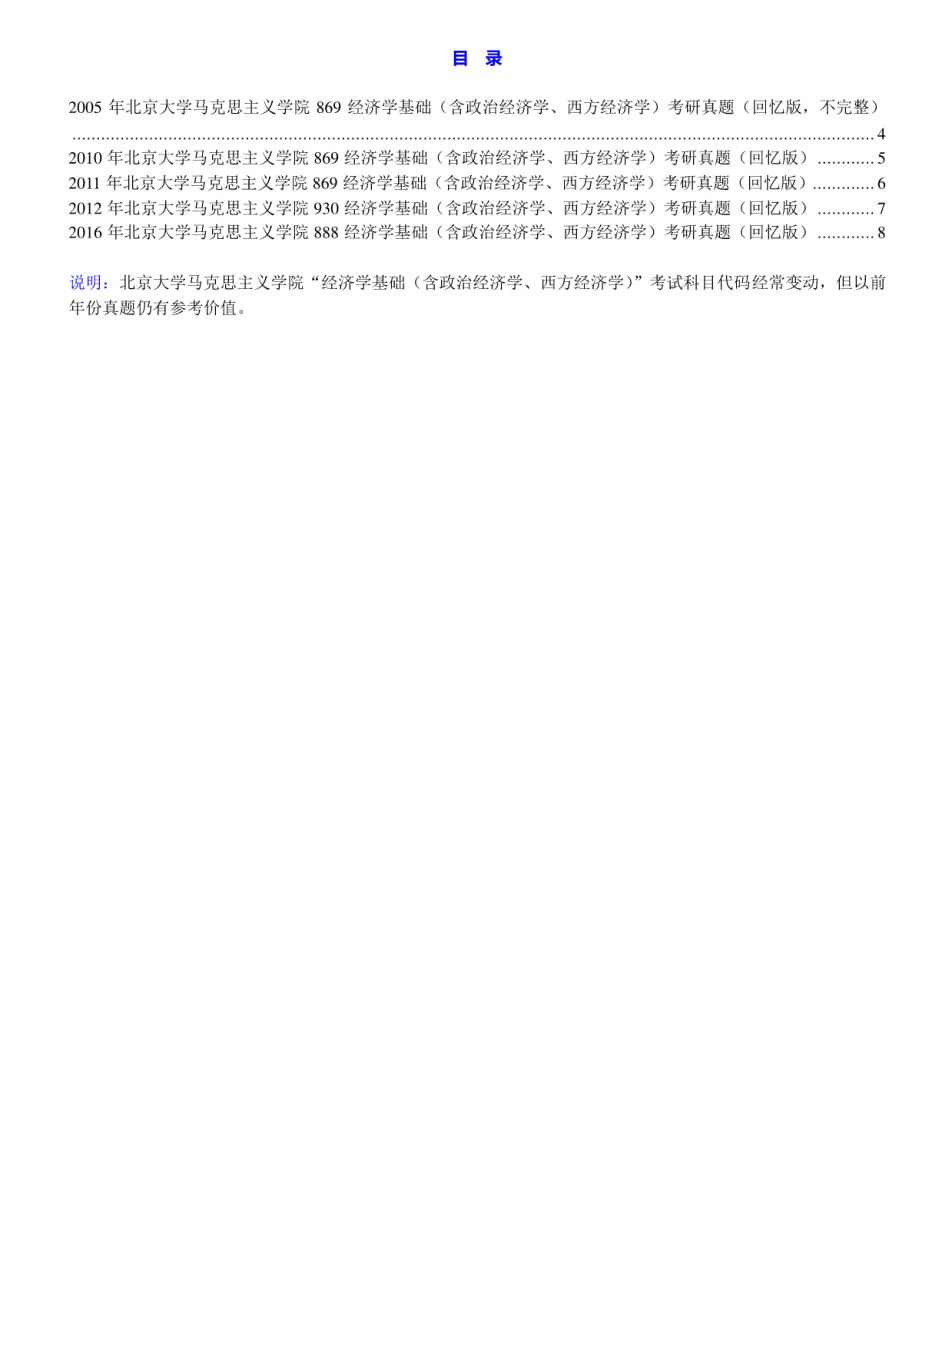 目 录
2005 年北京大学马克思主义学院 869 经济学基础（含政治经济学、西方经济学）考研真题（回忆版，不完整）
........................................................................................................................................................................ 4
2010 年北京大学马克思主义学院 869 经济学基础（含政治经济学、西方经济学）考研真题（回忆版） ............ 5
2011 年北京大学马克思主义学院 869 经济学基础（含政治经济学、西方经济学）考研真题（回忆版）............. 6
2012 年北京大学马克思主义学院 930 经济学基础（含政治经济学、西方经济学）考研真题（回忆版） ............ 7
2016 年北京大学马克思主义学院 888 经济学基础（含政治经济学、西方经济学）考研真题（回忆版） ............ 8
说明：北京大学马克思主义学院“经济学基础（含政治经济学、西方经济学）”考试科目代码经常变动，但以前
年份真题仍有参考价值。